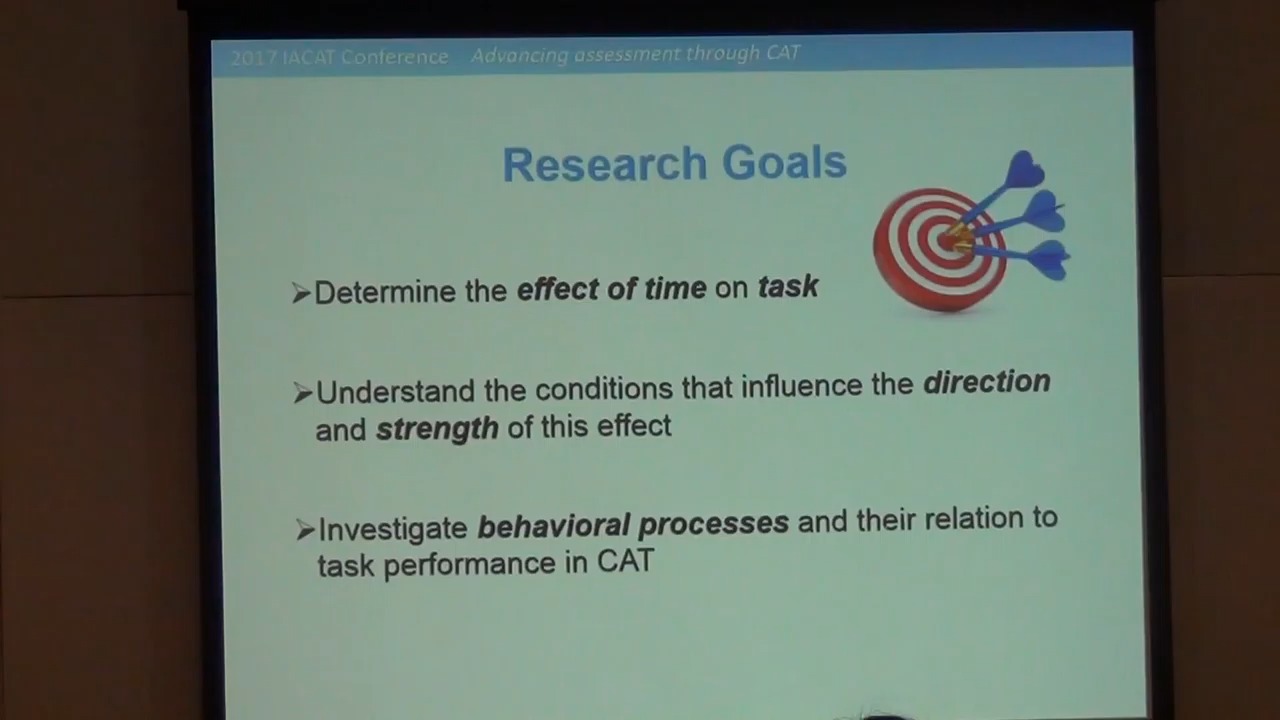 2017 IACAT Conference Advancing assessment through CAT
Research Goals
➢Determine the effect of time on task
➢Understand the conditions that influence the direction
and strength of this effect
➢Investigate behavioral processes and their relation to
task performance in CAT